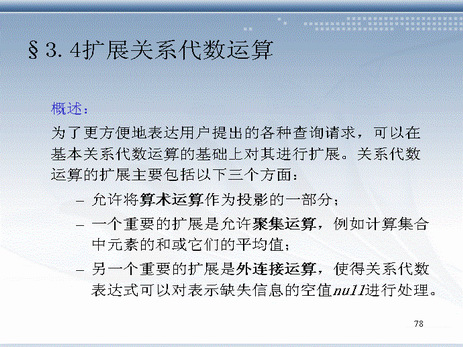 §3.4扩展关系代数运算
概述：
为了更方便地表达用户提出的各种查询请求，可以在
基本关系代数运算的基础上对其进行扩展。关系代数
运算的扩展主要包括以下三个方面：
– 允许将算术运算作为投影的一部分；
– 一个重要的扩展是允许聚集运算，例如计算集合
中元素的和或它们的平均值；
– 另一个重要的扩展是外连接运算，使得关系代数
表达式可以对表示缺失信息的空值null进行处理。
78